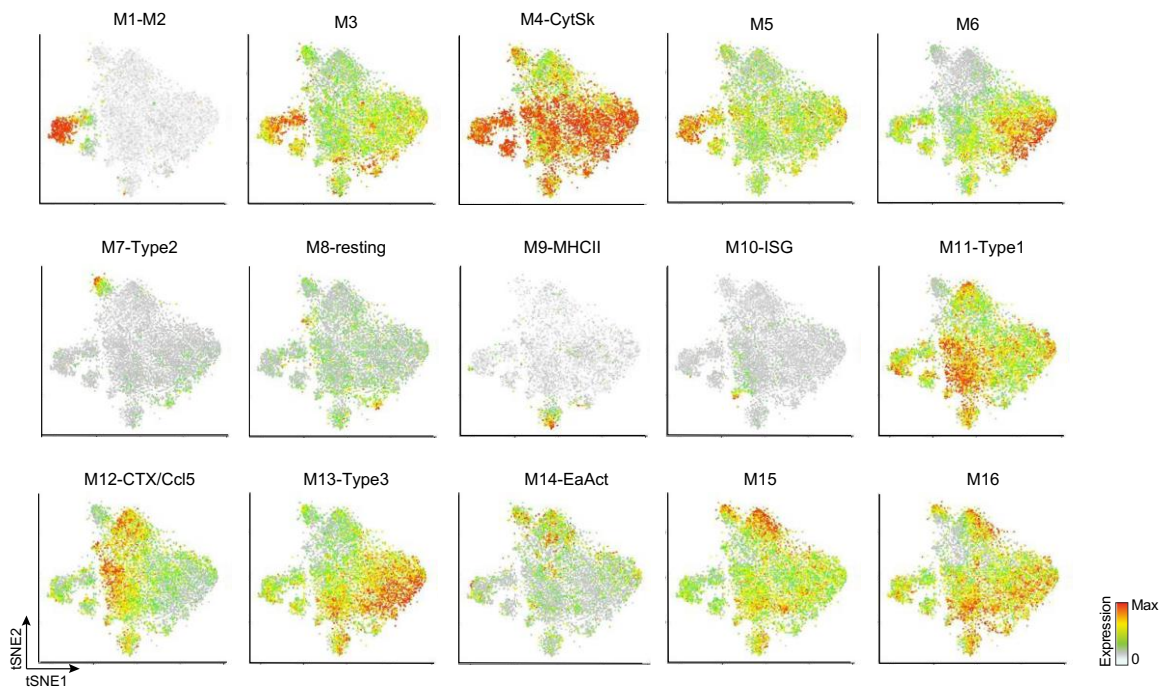 M1-M2
M3
M4-CytSk
M5
M6
M7-Type2
M8-resting
M9-MHCII
M10-ISG
M11-Type1
M12-CTX/Ccl5
M13-Type3
M14-EaAct
M15
M16
tSNE2
tSNE1
Expression
Max
0